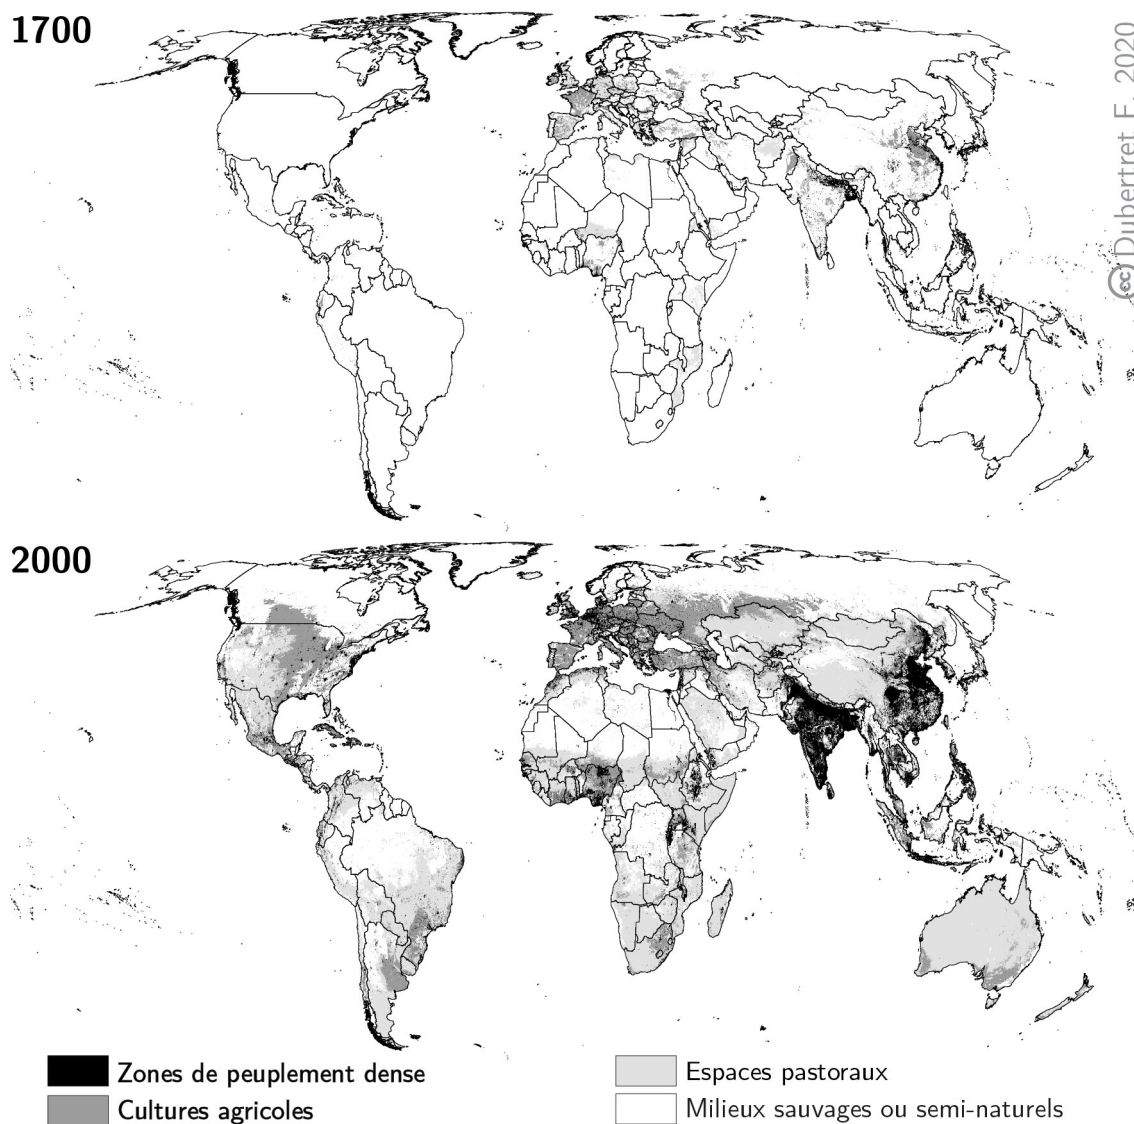 1700
cc Dubertret F. 2020
2000
Zones de peuplement dense
Espaces pastoraux
Cultures agricoles
Milieux sauvages ou semi-naturels